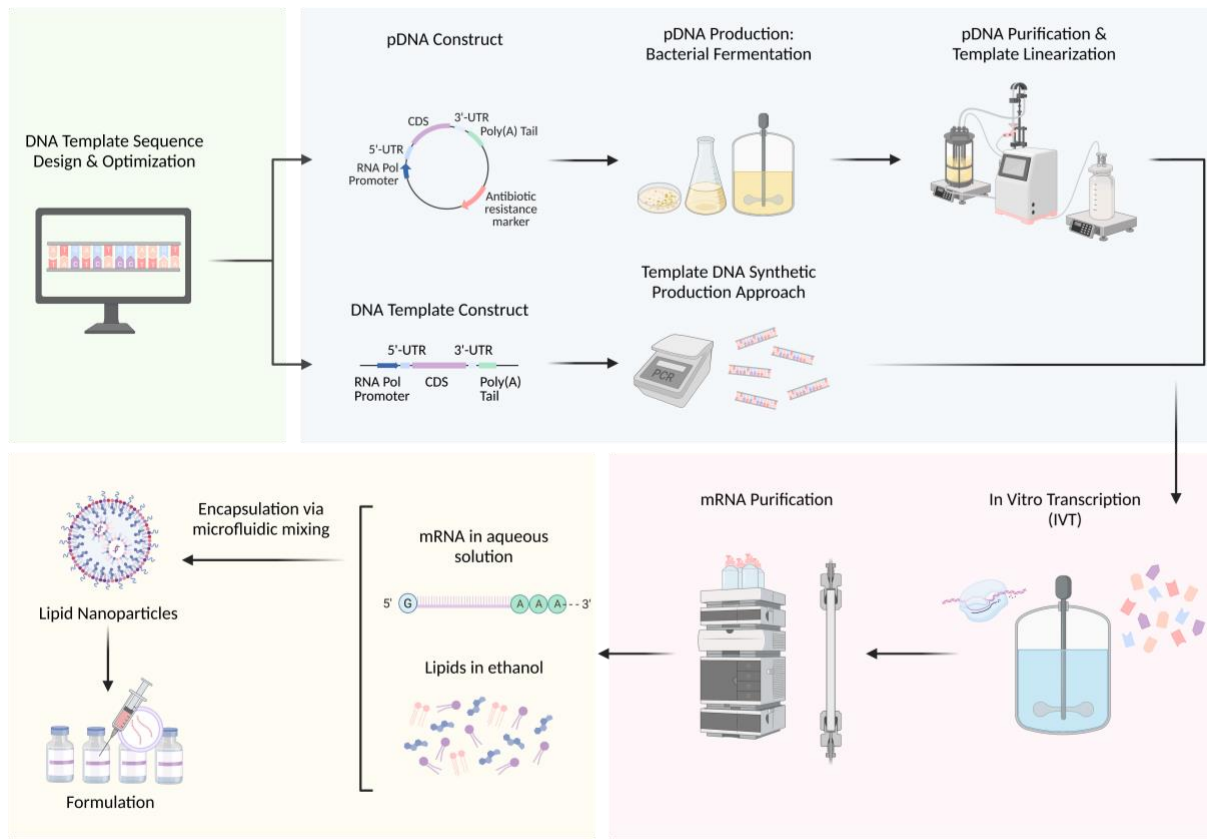 DNA Template Sequence
Design & Optimization
pDNA Construct
5'-UTR
CDS
3'-UTR
Poly(A) Tail
RNA Pol
Promoter
Antibiotic
resistance
marker
pDNA Production:
Bacterial Fermentation
pDNA Purification &
Template Linearization
DNA Template Construct
5'-UTR
3'-UTR
RNA Pol
Promoter
CDS
Poly(A)
Tail
Template DNA Synthetic
Production Approach
PCR
In Vitro Transcription
(IVT)
mRNA Purification
mRNA in aqueous
solution
5' G A A A --- 3'
Lipids in ethanol
Encapsulation via
microfluidic mixing
Lipid Nanoparticles
Formulation